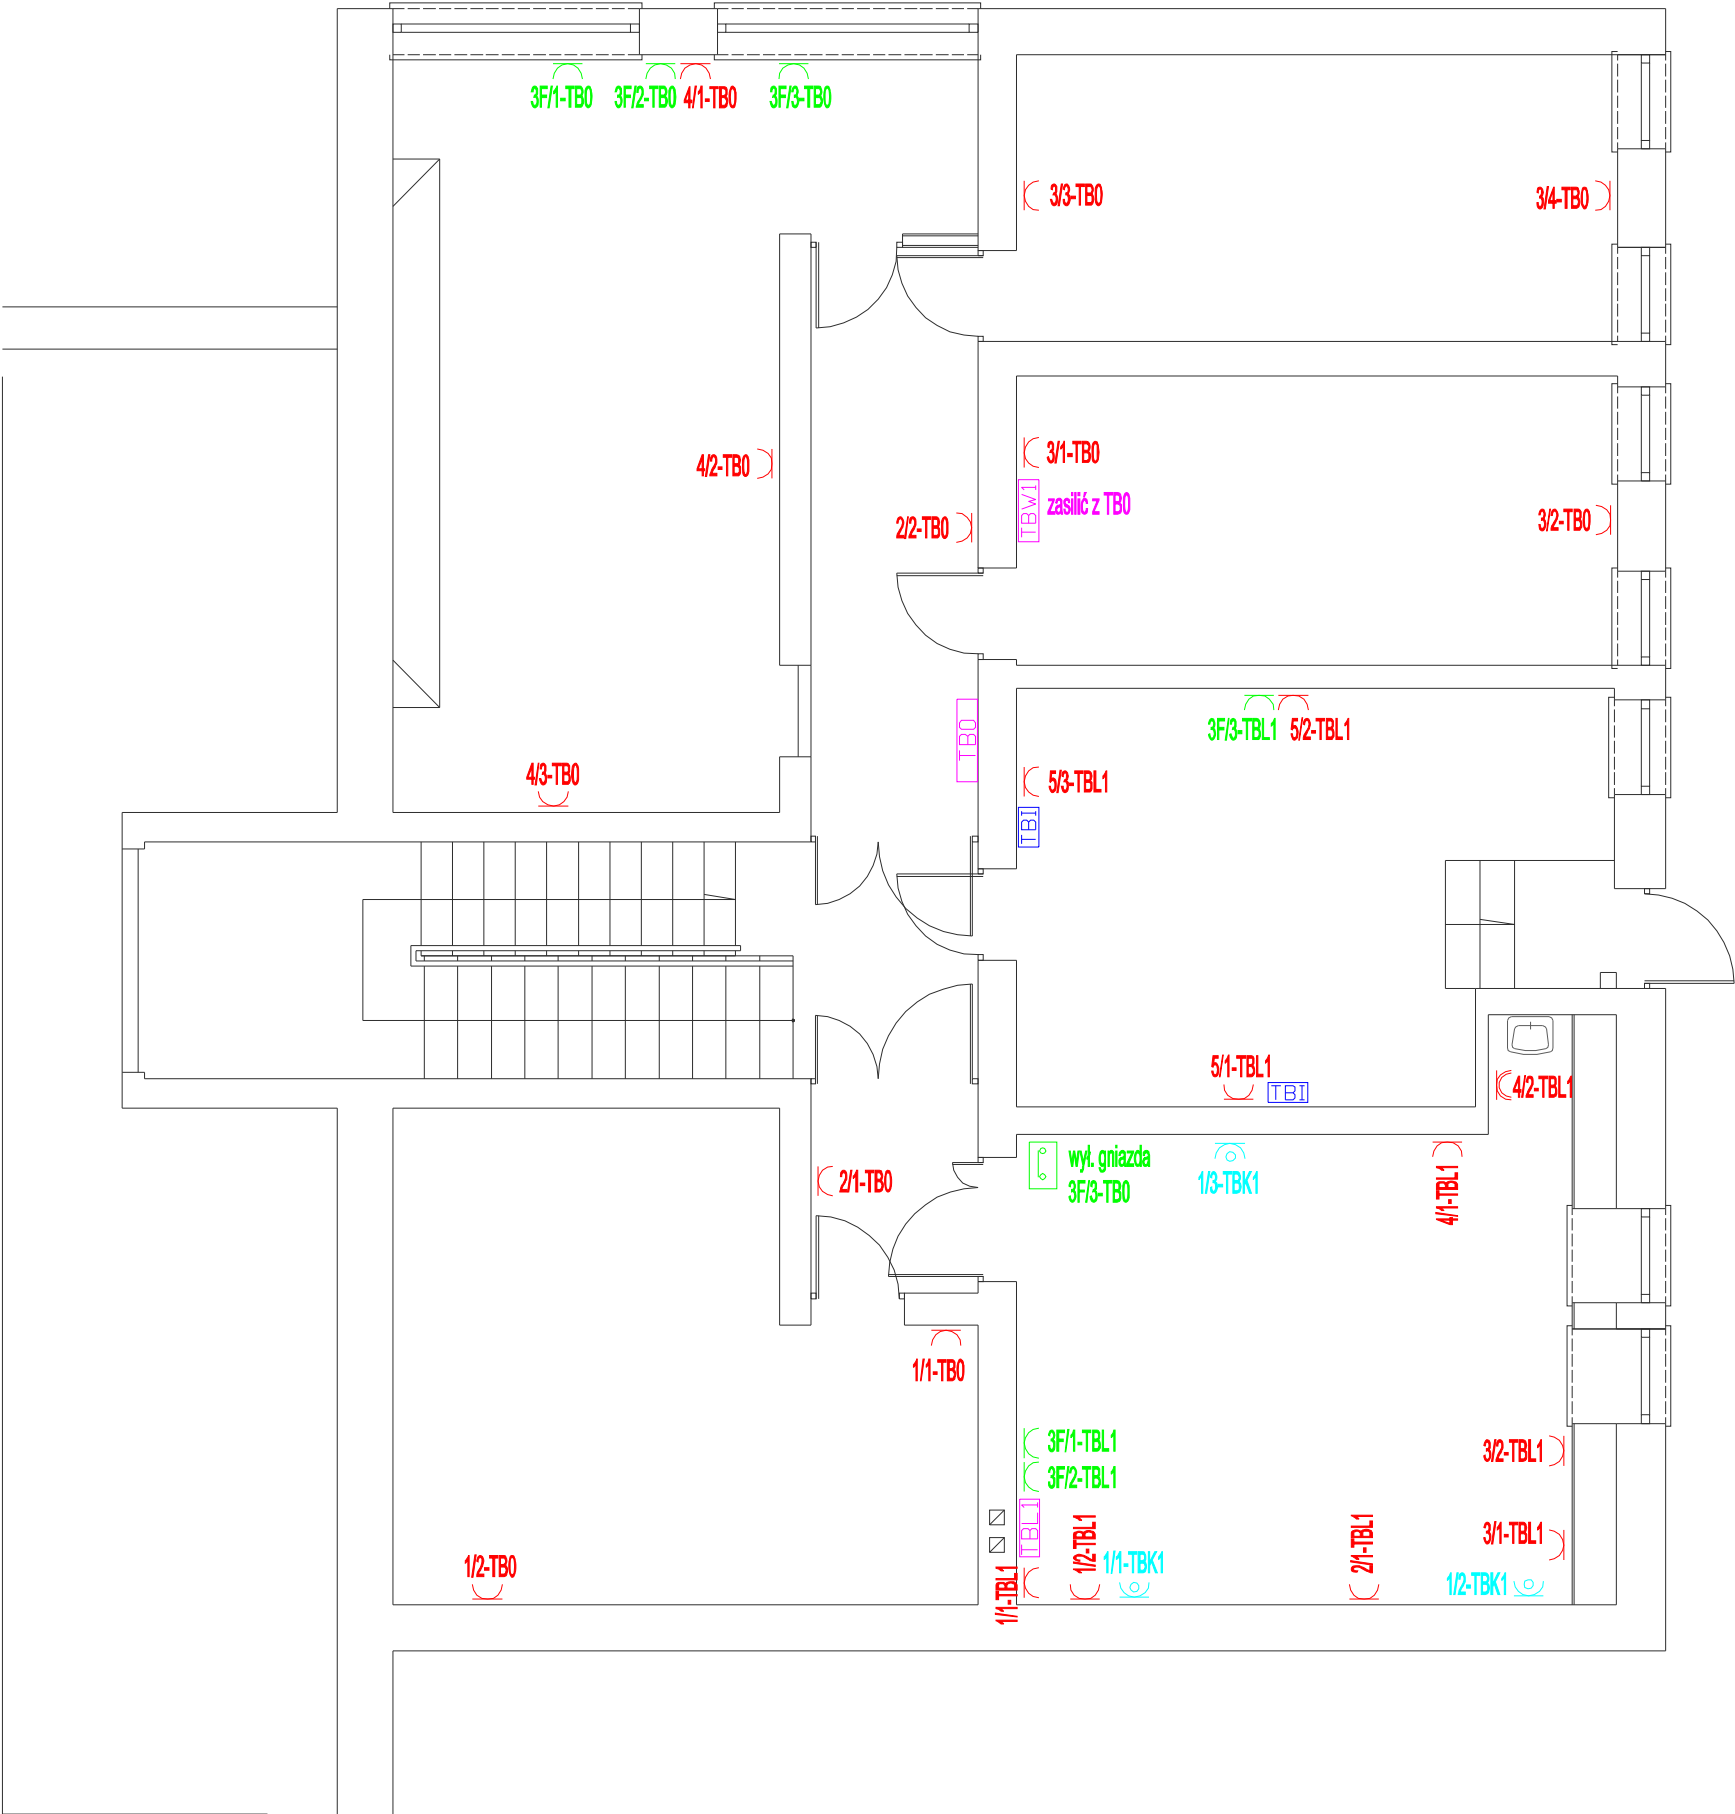 3F/1-TB0
3F/2-TB0
4/1-TB0
3F/3-TB0
3/3-TB0
3/4-TB0
4/2-TB0
3/1-TB0
TBW1
zasilić z TB0
2/2-TB0
3/2-TB0
TB0
3F/3-TBL1
5/2-TBL1
4/3-TB0
5/3-TBL1
TBI
5/1-TBL1
TBI
4/2-TBL1
2/1-TB0
wył. gniazda
3F/3-TB0
1/3-TBK1
4/1-TBL1
1/1-TB0
3F/1-TBL1
3F/2-TBL1
3/2-TBL1
TBL1
1/2-TBL1
2/1-TBL1
3/1-TBL1
1/2-TB0
1/1-TBL1
1/1-TBK1
1/2-TBK1